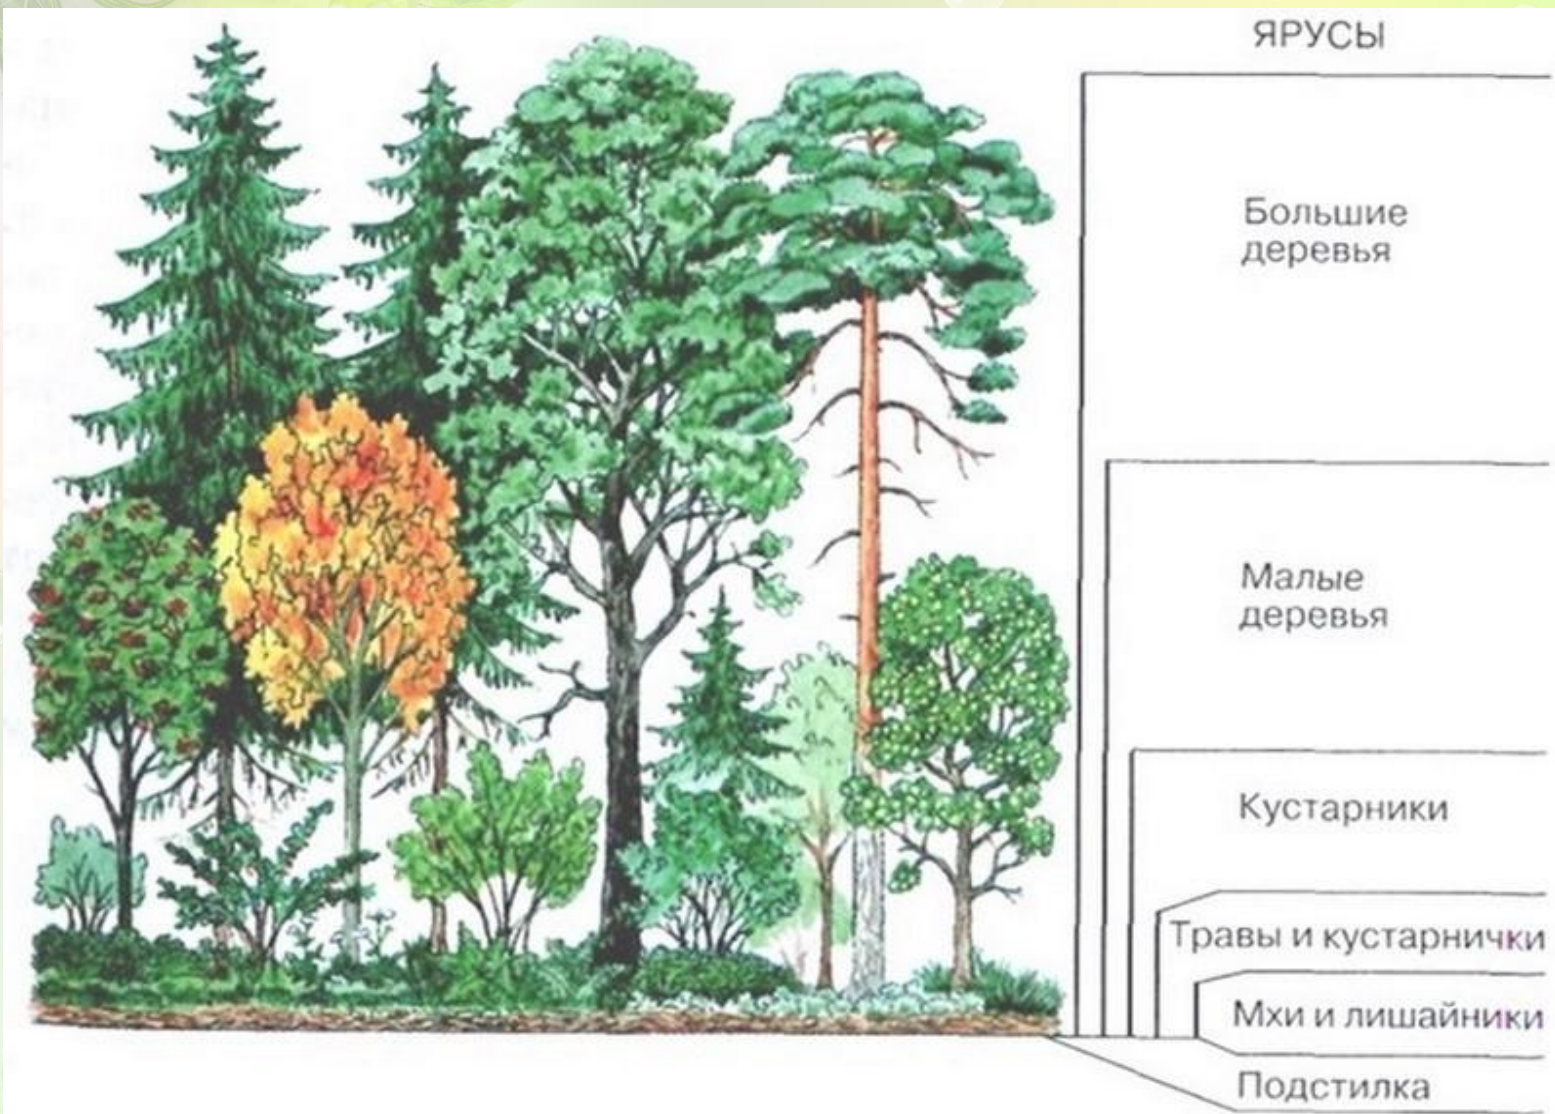 ЯРУСЫ
Большие
деревья
Малые
деревья
Кустарники
Травы и кустарнички
Мхи и лишайники
Подстилка